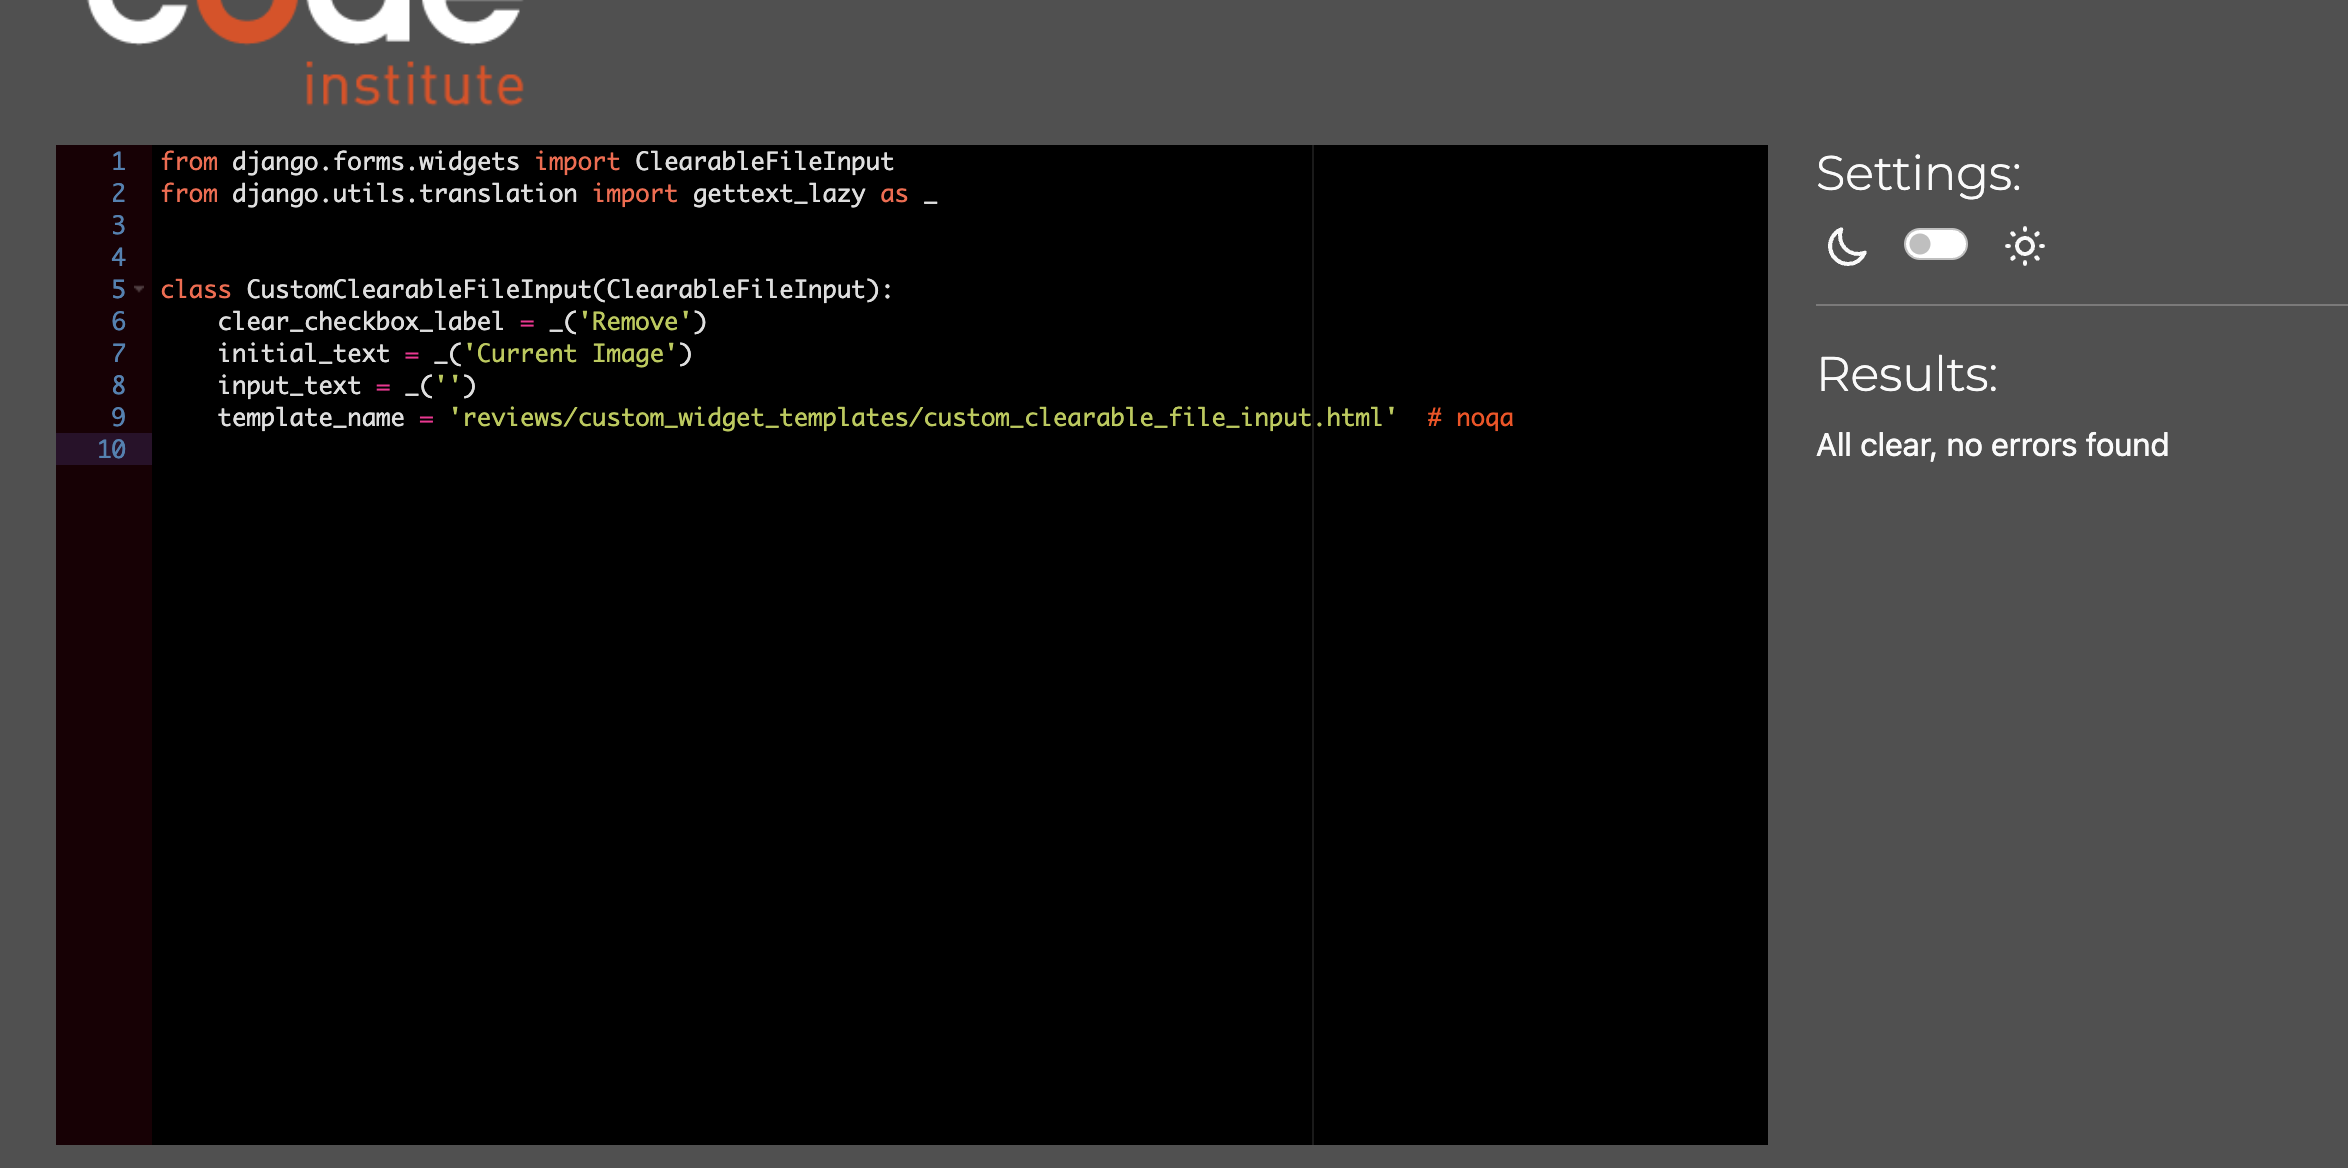 code
institute
1 from django.forms.widgets import ClearableFileInput
2 from django.utils.translation import gettext_lazy as _
3
4
5 class CustomClearableFileInput(ClearableFileInput):
6     clear_checkbox_label = _('Remove')
7     initial_text = _('Current Image')
8     input_text = _('')
9     template_name = 'reviews/custom_widget_templates/custom_clearable_file_input.html'  # noqa
10
Settings:
Results:
All clear, no errors found